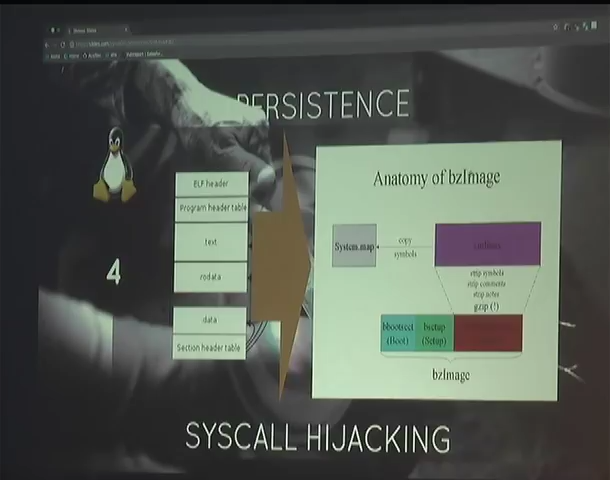 PERSISTENCE
4
ELF header
Program header table
text
rodata
data
Section header table
Anatomy of bzImage
System.map
copy
symbols
strip symbols
strip comments
strip notes
gzip (!)
bbootsect
(Boot)
bsetup
(Setup)
bzImage
SYSCALL HIJACKING